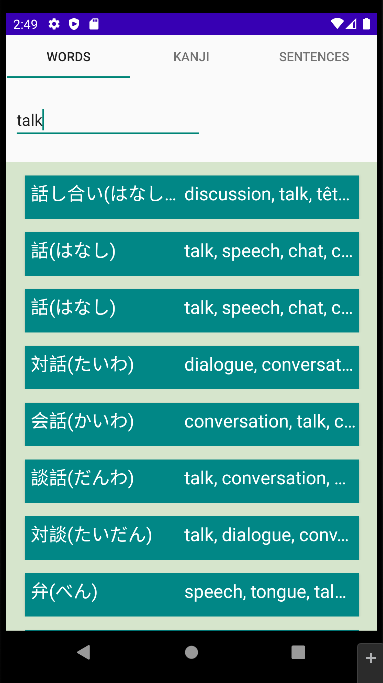 2:49
WORDS KANJI SENTENCES
talk
話し合い(はなし... discussion, talk, têt...
話(はなし) talk, speech, chat, c...
話(はなし) talk, speech, chat, c...
対話(たいわ) dialogue, conversat...
会話(かいわ) conversation, talk, c...
談話(だんわ) talk, conversation, ...
対談(たいだん) talk, dialogue, conv...
弁(べん) speech, tongue, tal...
+